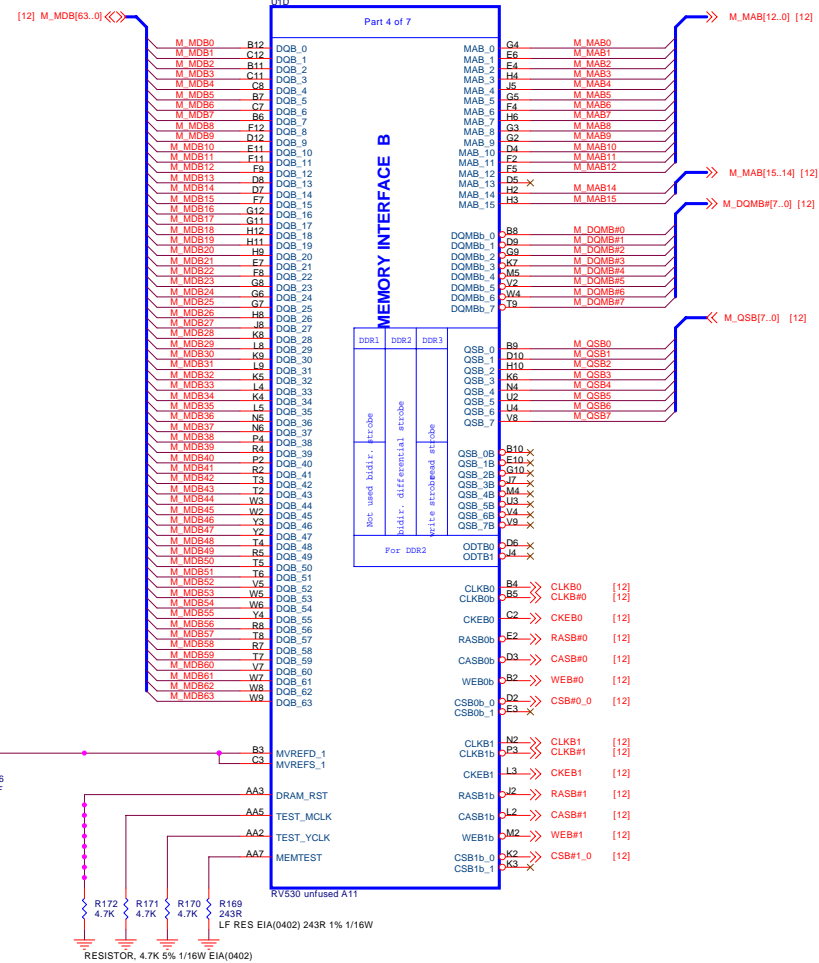 U1D
Part 4 of 7
[12] M_MDB[63..0]
M_MDB0 B12 DQB_0
M_MDB1 C12 DQB_1
M_MDB2 B11 DQB_2
M_MDB3 C11 DQB_3
M_MDB4 C8 DQB_4
M_MDB5 B7 DQB_5
M_MDB6 C7 DQB_6
M_MDB7 B6 DQB_7
M_MDB8 F12 DQB_8
M_MDB9 D12 DQB_9
M_MDB10 E11 DQB_10
M_MDB11 F11 DQB_11
M_MDB12 F9 DQB_12
M_MDB13 D8 DQB_13
M_MDB14 D7 DQB_14
M_MDB15 F7 DQB_15
M_MDB16 G12 DQB_16
M_MDB17 G11 DQB_17
M_MDB18 H12 DQB_18
M_MDB19 H11 DQB_19
M_MDB20 H9 DQB_20
M_MDB21 E7 DQB_21
M_MDB22 F8 DQB_22
M_MDB23 G8 DQB_23
M_MDB24 G6 DQB_24
M_MDB25 G7 DQB_25
M_MDB26 H8 DQB_26
M_MDB27 J8 DQB_27
M_MDB28 K8 DQB_28
M_MDB29 L8 DQB_29
M_MDB30 K9 DQB_30
M_MDB31 L9 DQB_31
M_MDB32 K5 DQB_32
M_MDB33 L4 DQB_33
M_MDB34 K4 DQB_34
M_MDB35 L5 DQB_35
M_MDB36 N5 DQB_36
M_MDB37 N6 DQB_37
M_MDB38 P4 DQB_38
M_MDB39 R4 DQB_39
M_MDB40 P2 DQB_40
M_MDB41 R2 DQB_41
M_MDB42 T3 DQB_42
M_MDB43 T2 DQB_43
M_MDB44 W3 DQB_44
M_MDB45 W2 DQB_45
M_MDB46 Y3 DQB_46
M_MDB47 Y2 DQB_47
M_MDB48 T4 DQB_48
M_MDB49 R5 DQB_49
M_MDB50 T5 DQB_50
M_MDB51 T6 DQB_51
M_MDB52 V5 DQB_52
M_MDB53 W5 DQB_53
M_MDB54 W6 DQB_54
M_MDB55 Y4 DQB_55
M_MDB56 R8 DQB_56
M_MDB57 T8 DQB_57
M_MDB58 R7 DQB_58
M_MDB59 T7 DQB_59
M_MDB60 V7 DQB_60
M_MDB61 W7 DQB_61
M_MDB62 W8 DQB_62
M_MDB63 W9 DQB_63
B3 MVREFD_1
C3 MVREFS_1
AA3 DRAM_RST
AA5 TEST_MCLK
AA2 TEST_YCLK
AA7 MEMTEST
MEMORY INTERFACE B
DDR1 DDR2 DDR3
Not used bidir. strobe
bidir. differential strobe
write strobe
read strobe
For DDR2
M_MAB[12..0] [12]
MAB_0 G4 M_MAB0
MAB_1 E6 M_MAB1
MAB_2 E4 M_MAB2
MAB_3 H4 M_MAB3
MAB_4 J5 M_MAB4
MAB_5 G5 M_MAB5
MAB_6 F4 M_MAB6
MAB_7 H6 M_MAB7
MAB_8 G3 M_MAB8
MAB_9 G2 M_MAB9
MAB_10 D4 M_MAB10
MAB_11 F2 M_MAB11
MAB_12 F5 M_MAB12
MAB_13 D5
MAB_14 H2 M_MAB14
MAB_15 H3 M_MAB15
M_MAB[15..14] [12]
M_DQMB#[7..0] [12]
DQMBb_0 B8 M_DQMB#0
DQMBb_1 D9 M_DQMB#1
DQMBb_2 G9 M_DQMB#2
DQMBb_3 K7 M_DQMB#3
DQMBb_4 M5 M_DQMB#4
DQMBb_5 V2 M_DQMB#5
DQMBb_6 W4 M_DQMB#6
DQMBb_7 T9 M_DQMB#7
M_QSB[7..0] [12]
QSB_0 B9 M_QSB0
QSB_1 D10 M_QSB1
QSB_2 H10 M_QSB2
QSB_3 K6 M_QSB3
QSB_4 N4 M_QSB4
QSB_5 U2 M_QSB5
QSB_6 U4 M_QSB6
QSB_7 V8 M_QSB7
QSB_0B B10
QSB_1B E10
QSB_2B G10
QSB_3B J7
QSB_4B M4
QSB_5B U3
QSB_6B V4
QSB_7B V9
ODTB0 D6
ODTB1 J4
CLKB0 B4 CLKB0 [12]
CLKB0b B5 CLKB#0 [12]
CKEB0 C2 CKEB0 [12]
RASB0b E2 RASB#0 [12]
CASB0b D3 CASB#0 [12]
WEB0b B2 WEB#0 [12]
CSB0b_0 D2 CSB#0_0 [12]
CSB0b_1 E3
CLKB1 N2 CLKB1 [12]
CLKB1b P3 CLKB#1 [12]
CKEB1 L3 CKEB1 [12]
RASB1b J2 RASB#1 [12]
CASB1b L2 CASB#1 [12]
WEB1b M2 WEB#1 [12]
CSB1b_0 K2 CSB#1_0 [12]
CSB1b_1 K3
RV530 unfused A11
6
F
R172 R171 R170 R169
4.7K 4.7K 4.7K 243R
LF RES EIA(0402) 243R 1% 1/16W
RESISTOR, 4.7K 5% 1/16W EIA(0402)